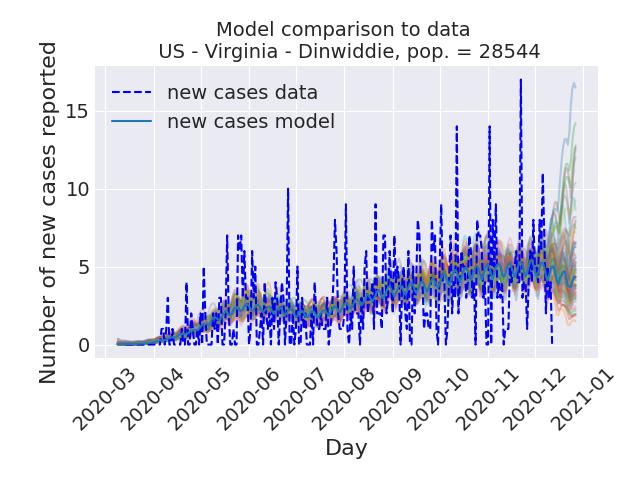 Model comparison to data
US - Virginia - Dinwiddie, pop. = 28544
new cases data
new cases model
Number of new cases reported
15
10
5
0
2020-03
2020-04
2020-05
2020-06
2020-07
2020-08
2020-09
2020-10
2020-11
2020-12
2021-01
Day